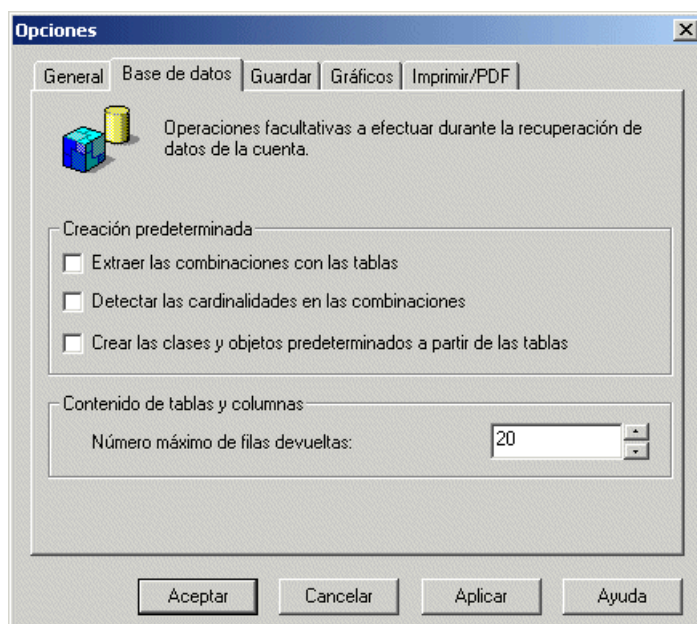 Opciones
General Base de datos Guardar Gráficos Imprimir/PDF
Operaciones facultativas a efectuar durante la recuperación de
datos de la cuenta.
Creación predeterminada
Extraer las combinaciones con las tablas
Detectar las cardinalidades en las combinaciones
Crear las clases y objetos predeterminados a partir de las tablas
Contenido de tablas y columnas
Número máximo de filas devueltas: 20
Aceptar Cancelar Aplicar Ayuda